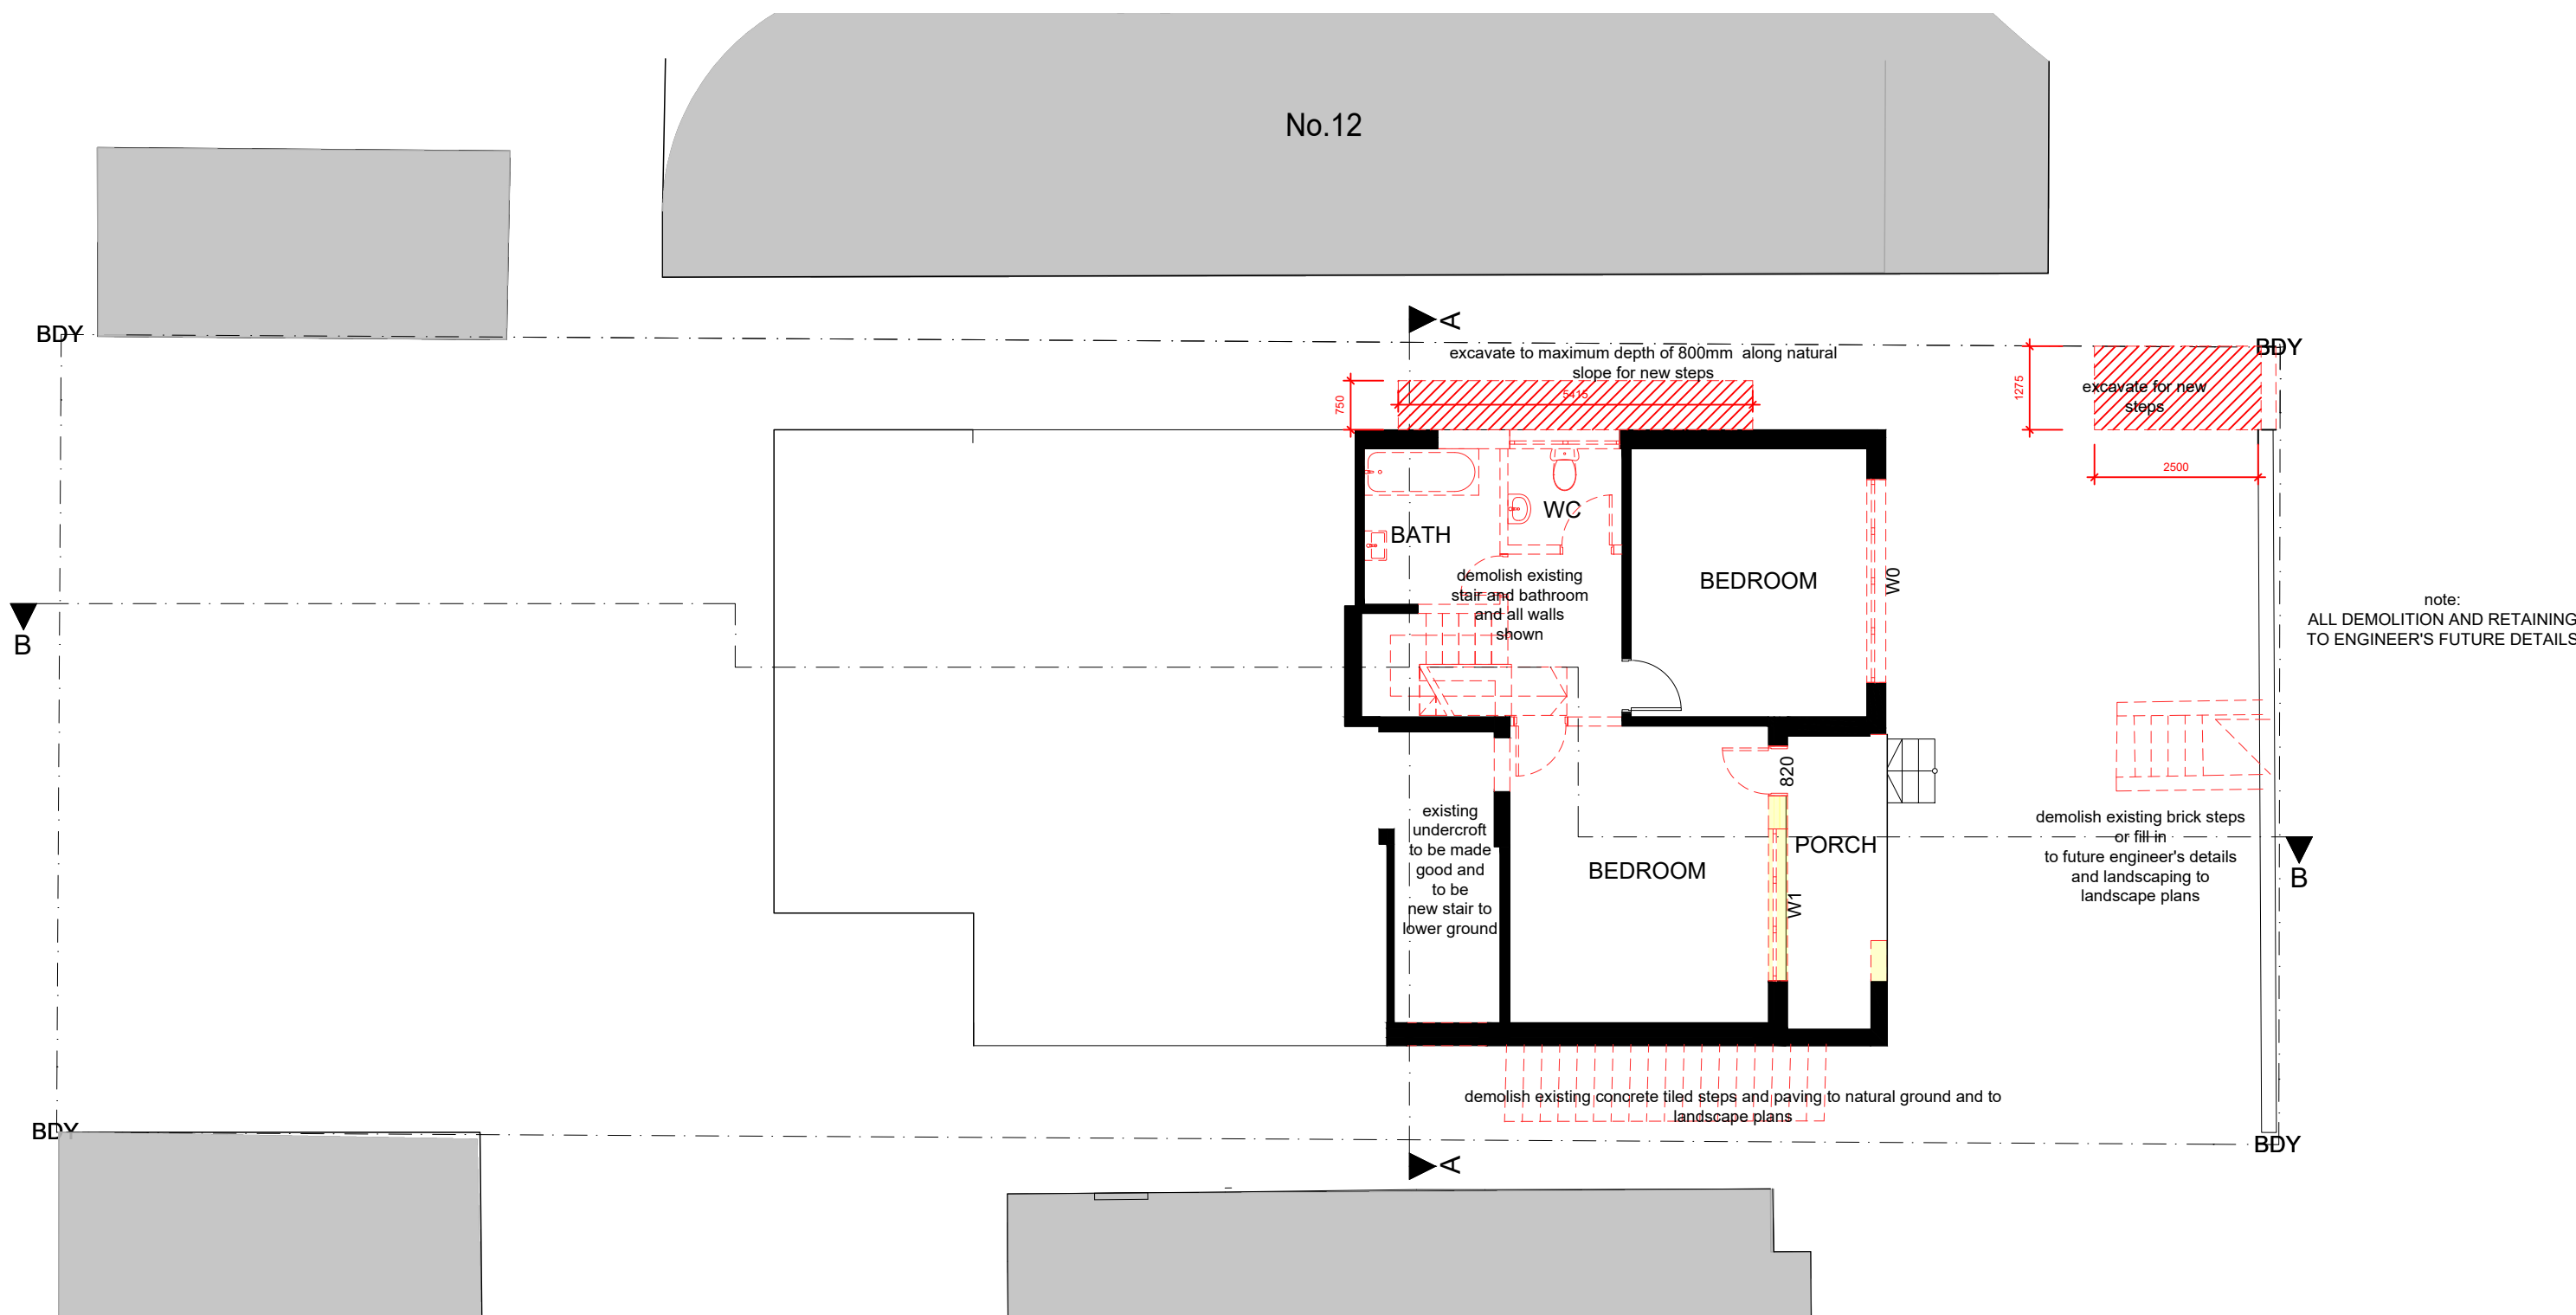 No.12
BDY
A
excavate to maximum depth of 800mm along natural
slope for new steps
BDY
750
5415
1275
excavate for new
steps
2500
WC
BATH
demolish existing
stair and bathroom
and all walls
shown
BEDROOM
W0
note:
ALL DEMOLITION AND RETAINING
TO ENGINEER'S FUTURE DETAILS
B
820
existing
undercroft
to be made
good and
to be
new stair to
lower ground
BEDROOM
PORCH
W1
demolish existing brick steps
or fill in
to future engineer's details
and landscaping to
landscape plans
B
demolish existing concrete tiled steps and paving to natural ground and to
landscape plans
BDY
BDY
A